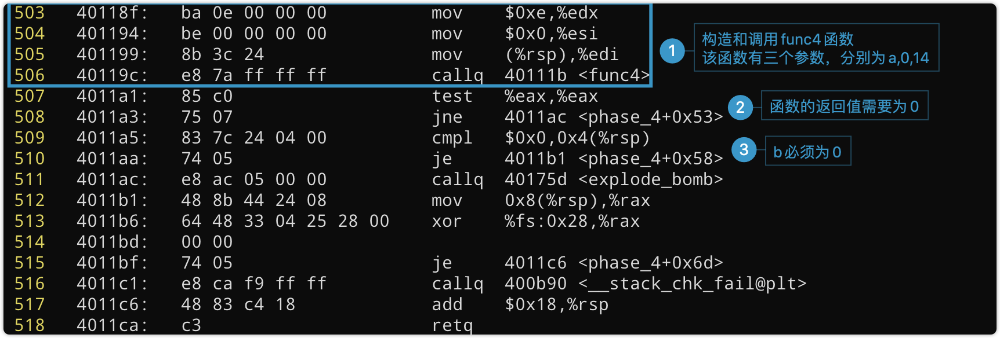 503 40118f: ba 0e 00 00 00 mov $0xe,%edx
504 401194: be 00 00 00 00 mov $0x0,%esi
505 401199: 8b 3c 24 mov (%rsp),%edi
506 40119c: e8 7a ff ff ff callq 40111b <func4>
1 构造和调用func4函数
该函数有三个参数，分别为a,0,14
507 4011a1: 85 c0 test %eax,%eax
508 4011a3: 75 07 jne 4011ac <phase_4+0x53>
2 函数的返回值需要为0
509 4011a5: 83 7c 24 04 00 cmpl $0x0,0x4(%rsp)
510 4011aa: 74 05 je 4011b1 <phase_4+0x58>
3 b必须为0
511 4011ac: e8 ac 05 00 00 callq 40175d <explode_bomb>
512 4011b1: 48 8b 44 24 08 mov 0x8(%rsp),%rax
513 4011b6: 64 48 33 04 25 28 00 xor %fs:0x28,%rax
514 4011bd: 00 00
515 4011bf: 74 05 je 4011c6 <phase_4+0x6d>
516 4011c1: e8 ca f9 ff ff callq 400b90 <__stack_chk_fail@plt>
517 4011c6: 48 83 c4 18 add $0x18,%rsp
518 4011ca: c3 retq